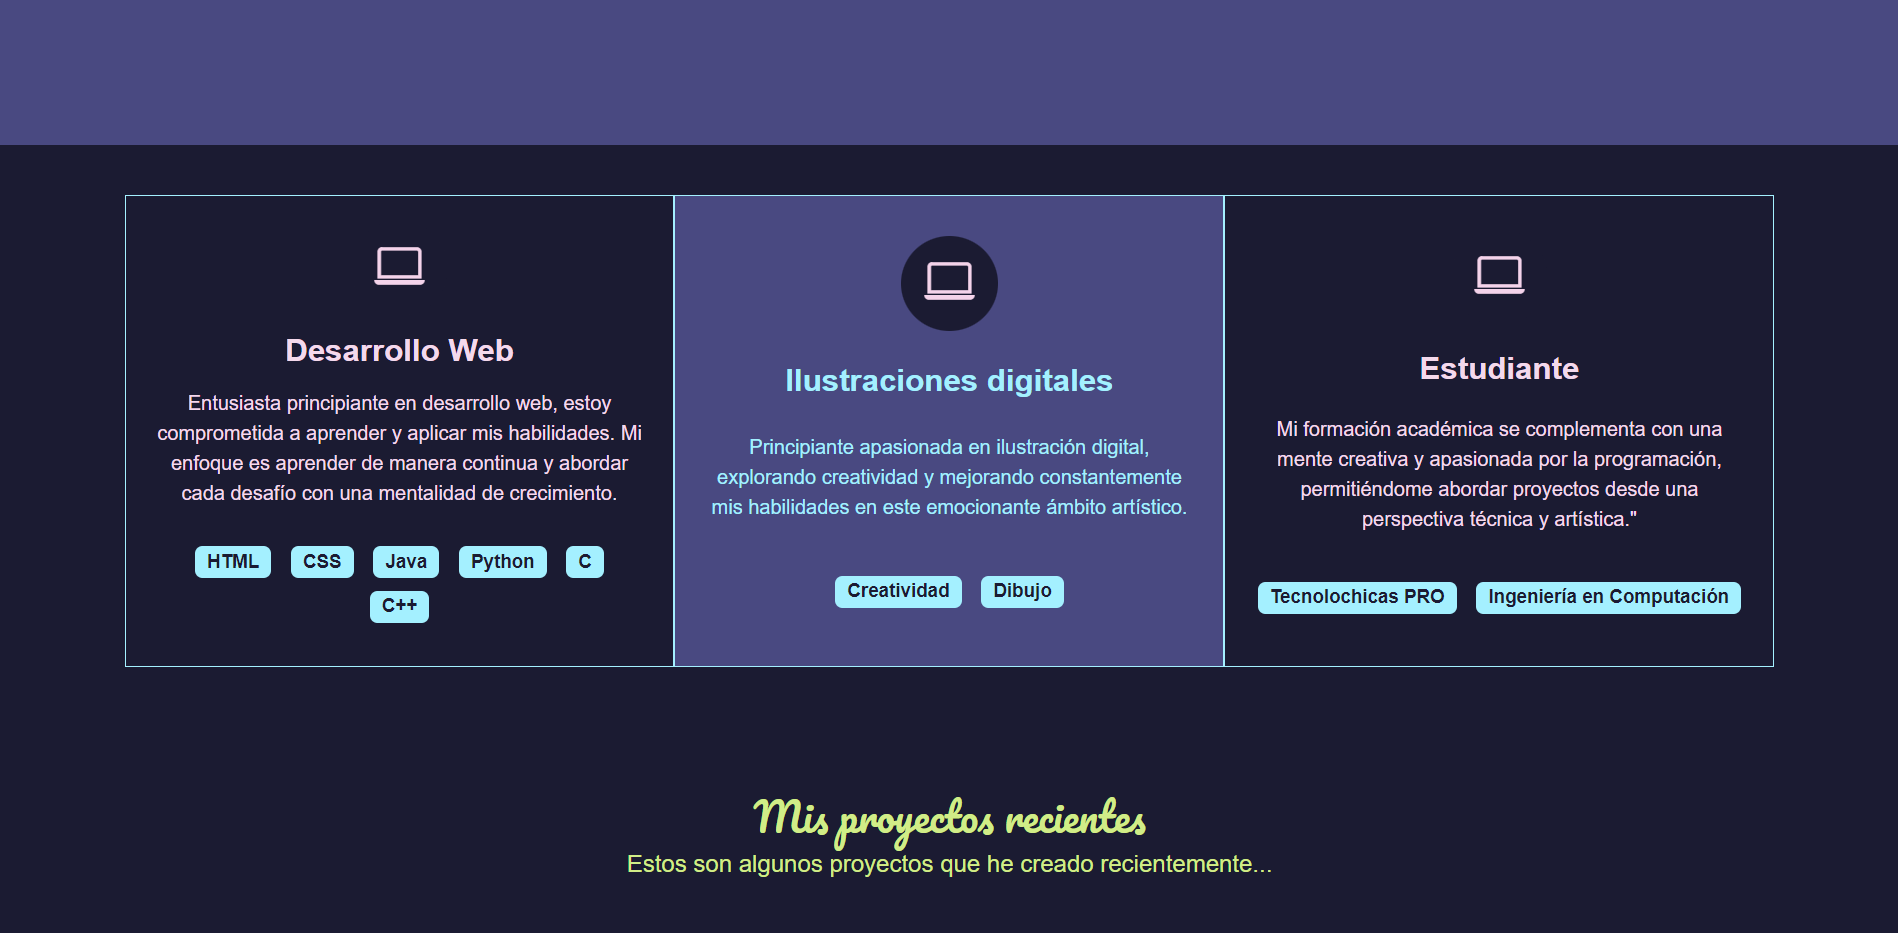 Desarrollo Web
Entusiasta principiante en desarrollo web, estoy
comprometida a aprender y aplicar mis habilidades. Mi
enfoque es aprender de manera continua y abordar
cada desafío con una mentalidad de crecimiento.
HTML CSS Java Python C
C++
Ilustraciones digitales
Principiante apasionada en ilustración digital,
explorando creatividad y mejorando constantemente
mis habilidades en este emocionante ámbito artístico.
Creatividad Dibujo
Estudiante
Mi formación académica se complementa con una
mente creativa y apasionada por la programación,
permitiéndome abordar proyectos desde una
perspectiva técnica y artística."
Tecnolochicas PRO Ingeniería en Computación
Mis proyectos recientes
Estos son algunos proyectos que he creado recientemente...